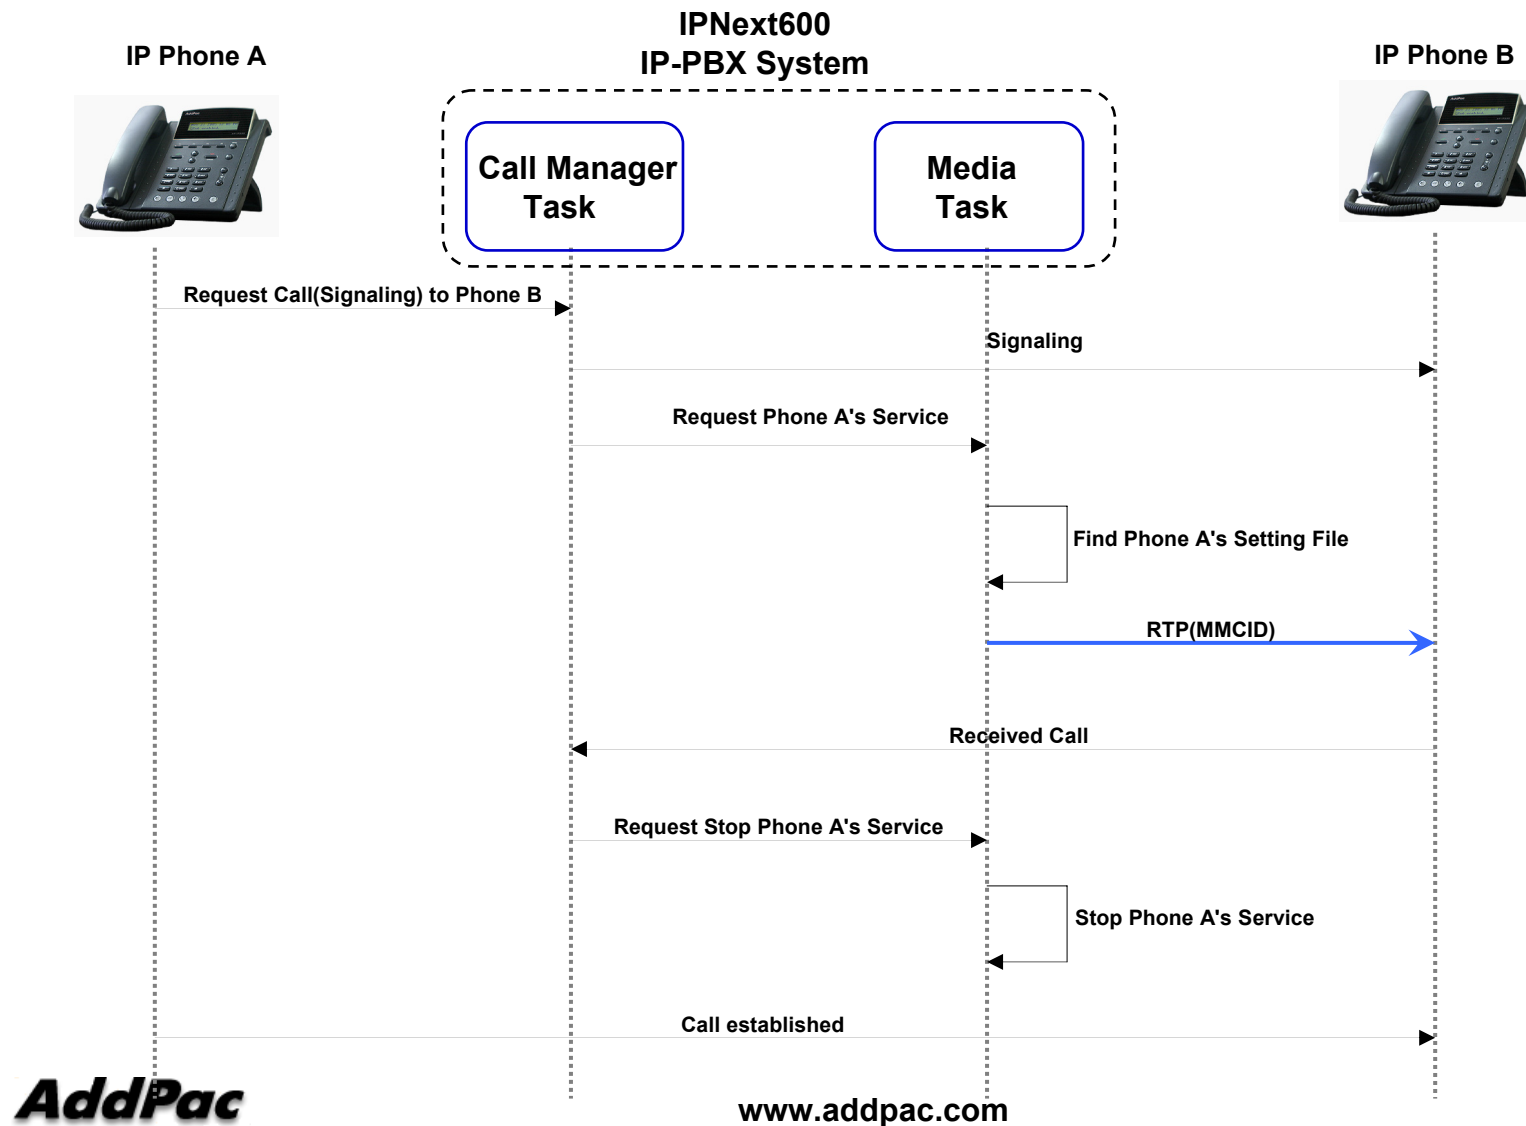 IPNext600
IP-PBX System
IP Phone A
IP Phone B
Call Manager
Task
Media
Task
Request Call(Signaling) to Phone B
Signaling
Request Phone A's Service
Find Phone A's Setting File
RTP(MMCID)
Received Call
Request Stop Phone A's Service
Stop Phone A's Service
Call established
AddPac
www.addpac.com